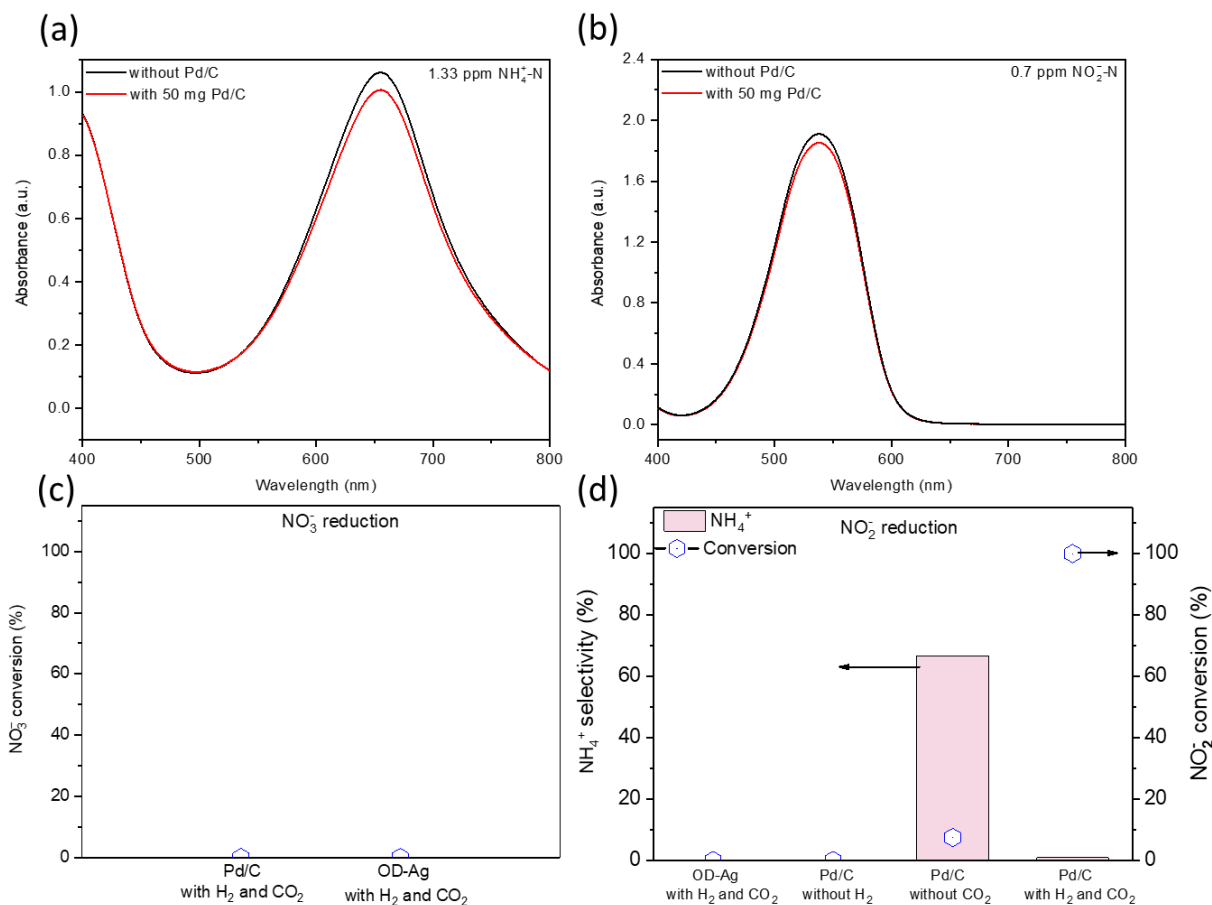 (a)
without Pd/C
with 50 mg Pd/C
1.33 ppm NH₄⁺-N
1.0
0.8
0.6
0.4
0.2
0.0
Absorbance (a.u.)
400 500 600 700 800
Wavelength (nm)
(b)
without Pd/C
with 50 mg Pd/C
0.7 ppm NO₂⁻-N
2.4
2.0
1.6
1.2
0.8
0.4
0.0
Absorbance (a.u.)
400 500 600 700 800
Wavelength (nm)
(c)
NO₃⁻ reduction
100
80
60
40
20
0
NO₃⁻ conversion (%)
Pd/C
with H₂ and CO₂
OD-Ag
with H₂ and CO₂
(d)
NH₄⁺
Conversion
NO₂⁻ reduction
100
80
60
40
20
0
NH₄⁺ selectivity (%)
100
80
60
40
20
0
NO₂⁻ conversion (%)
OD-Ag
with H₂ and CO₂
Pd/C
without H₂
Pd/C
without CO₂
Pd/C
with H₂ and CO₂